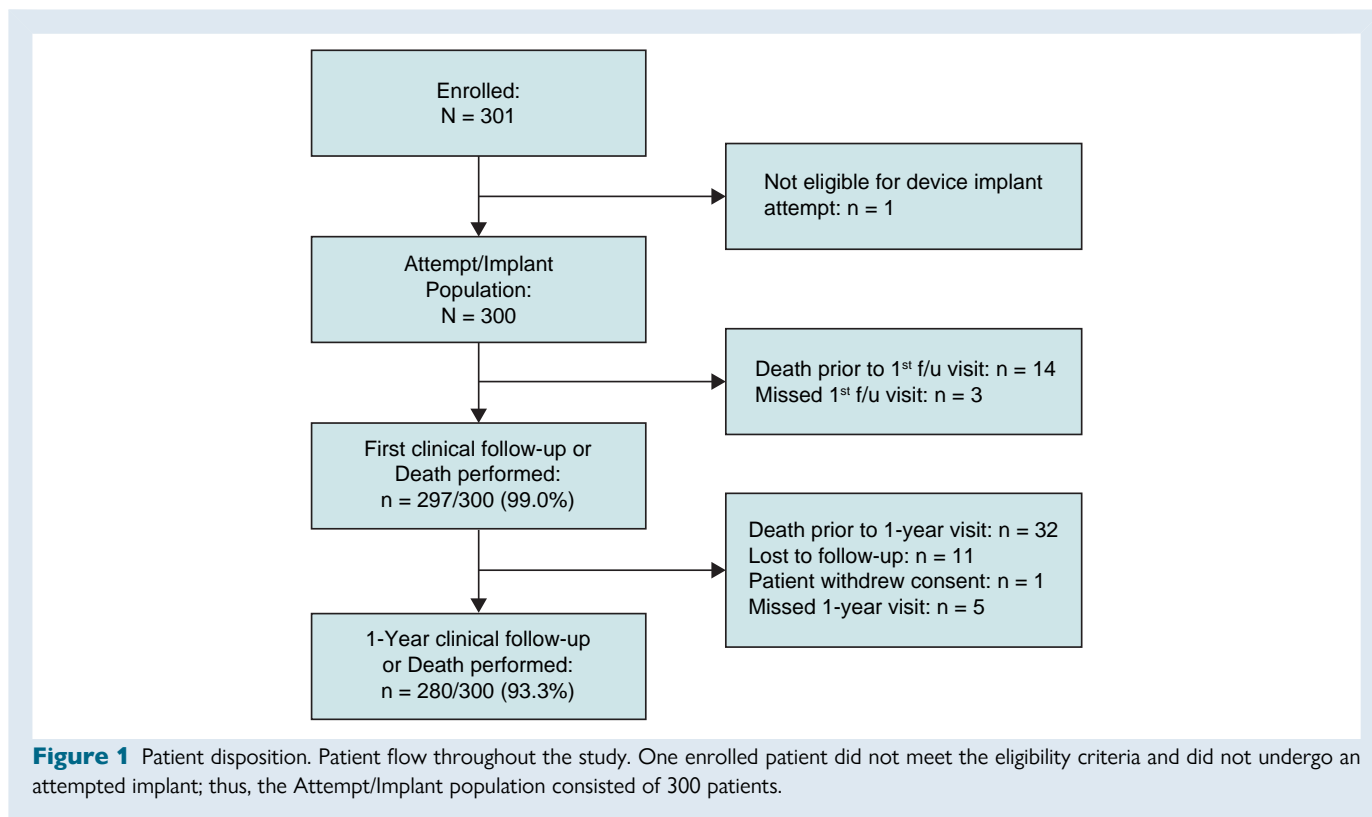 Enrolled:
N = 301
Not eligible for device implant
attempt: n = 1
Attempt/Implant
Population:
N = 300
Death prior to 1st f/u visit: n = 14
Missed 1st f/u visit: n = 3
First clinical follow-up or
Death performed:
n = 297/300 (99.0%)
Death prior to 1-year visit: n = 32
Lost to follow-up: n = 11
Patient withdrew consent: n = 1
Missed 1-year visit: n = 5
1-Year clinical follow-up
or Death performed:
n = 280/300 (93.3%)
Figure 1 Patient disposition. Patient flow throughout the study. One enrolled patient did not meet the eligibility criteria and did not undergo an
attempted implant; thus, the Attempt/Implant population consisted of 300 patients.